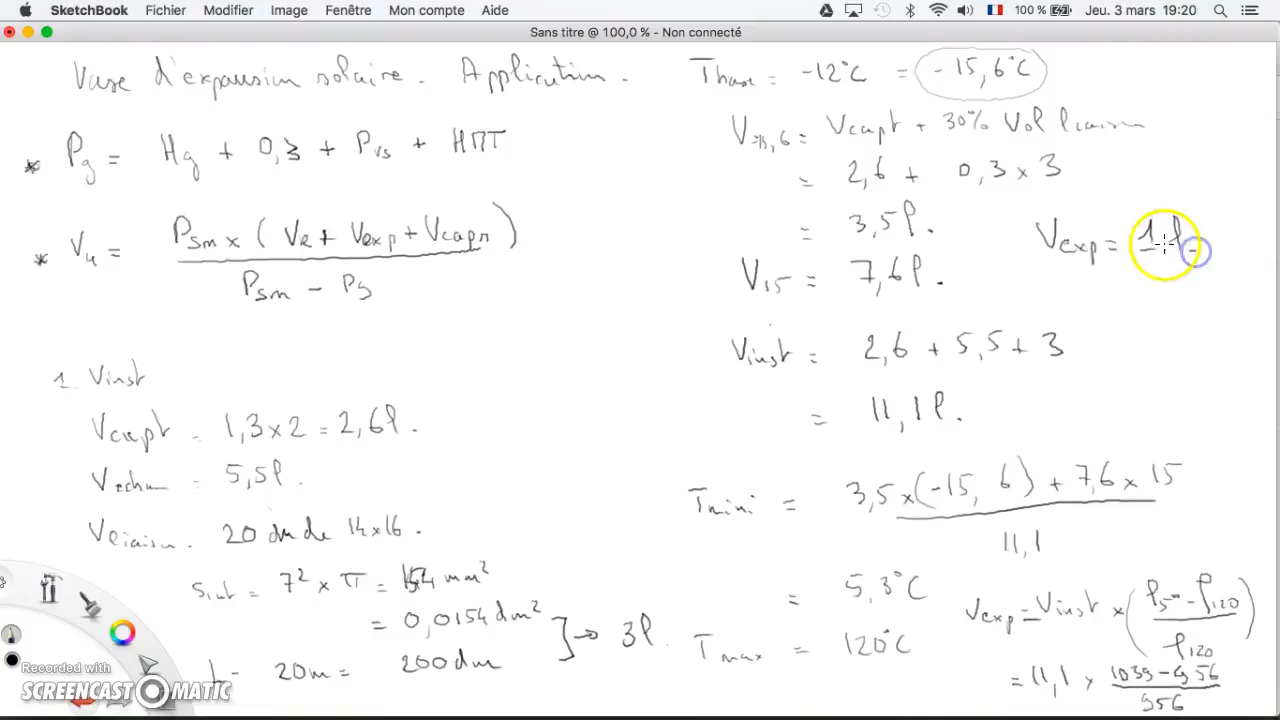 SketchBook Fichier Modifier Image Fenêtre Mon compte Aide 100 % Jeu. 3 mars 19:20
Sans titre @ 100,0 % - Non connecté
Vase d'expansion solaire. Application.
* Pg = Hg + 0,3 + Pvs + HMT
* V4 = Psm x ( Ve + Vexp + Vcapt )
Psm - Pg
1. Vinst
Vcapt = 1,3 x 2 = 2,6 l.
Vechan = 5,5 l.
Vliaison = 20 dm de 14x16.
Sint = 7² x π = 154 mm²
= 0,0154 dm²
L = 20m = 200 dm
} → 3 l.
Tbase = -12°C = -15,6°C
V-15,6 = Vcapt + 30% Vol liaison
= 2,6 + 0,3 x 3
= 3,5 l.
Vexp = 1 l
V15 = 7,6 l.
Vinst = 2,6 + 5,5 + 3
= 11,1 l.
Tmini = 3,5 x (-15,6) + 7,6 x 15
11,1
= 5,3°C
Tmax = 120°C
Vexp = Vinst x ( ρ5° - ρ120 )
ρ120
= 11,1 x 1039 - 956
956
Recorded with
SCREENCAST MATIC